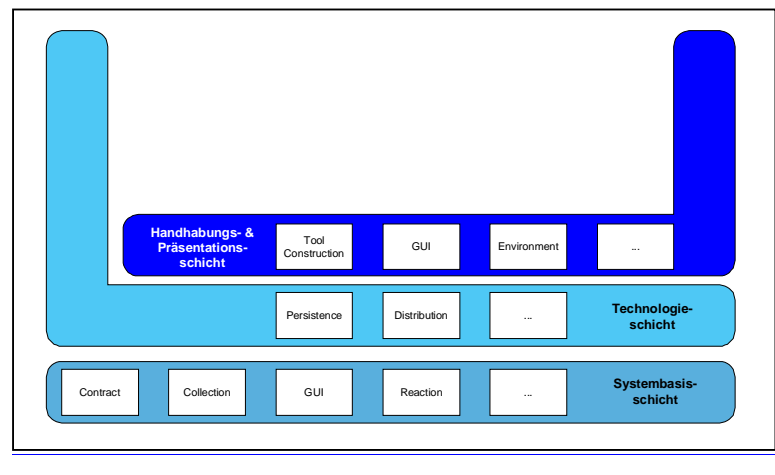 Handhabungs- &
Präsentations-
schicht
Tool
Construction
GUI
Environment
...
Persistence
Distribution
...
Technologie-
schicht
Contract
Collection
GUI
Reaction
...
Systembasis-
schicht